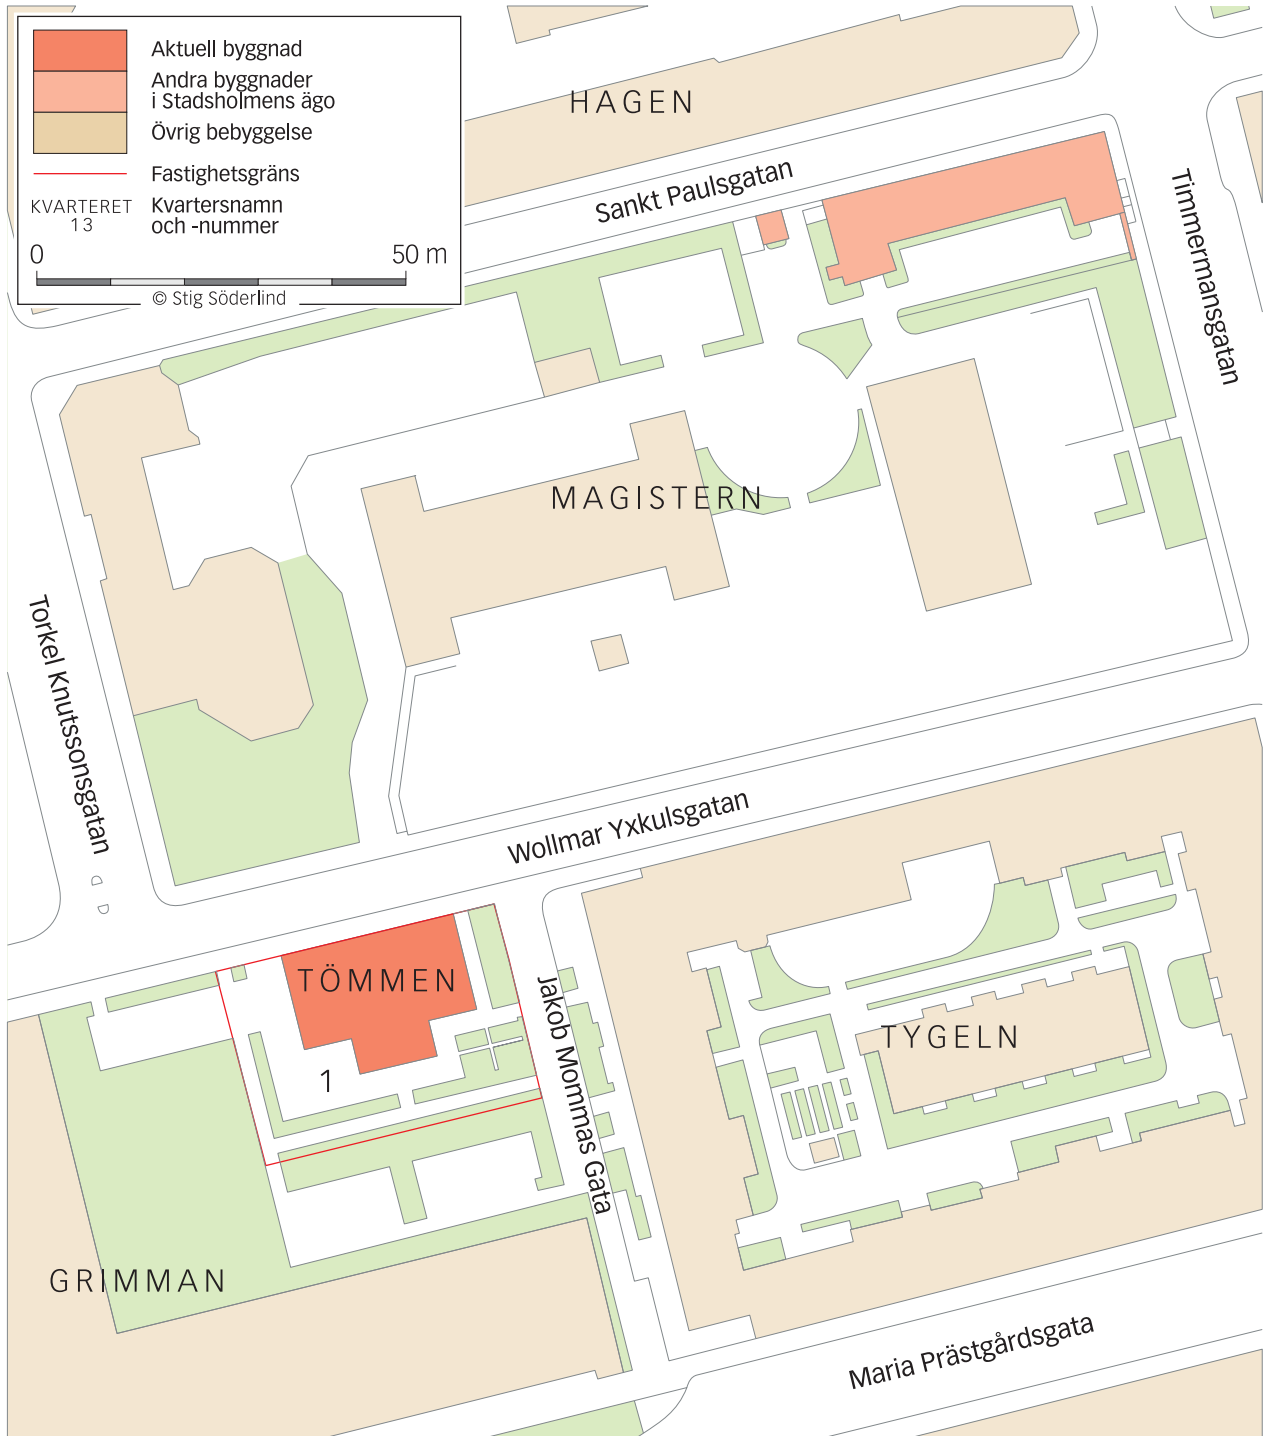 Aktuell byggnad
Andra byggnader
i Stadsholmens ägo
Övrig bebyggelse
Fastighetsgräns
KVARTERET
13
Kvartersnamn
och -nummer
0
50 m
© Stig Söderlind
HAGEN
Sankt Paulsgatan
Timmermansgatan
MAGISTERN
Torkel Knutssonsgatan
Wollmar Yxkulsgatan
TÖMMEN
1
Jakob Mommas Gata
TYGELN
GRIMMAN
Maria Prästgårdsgata